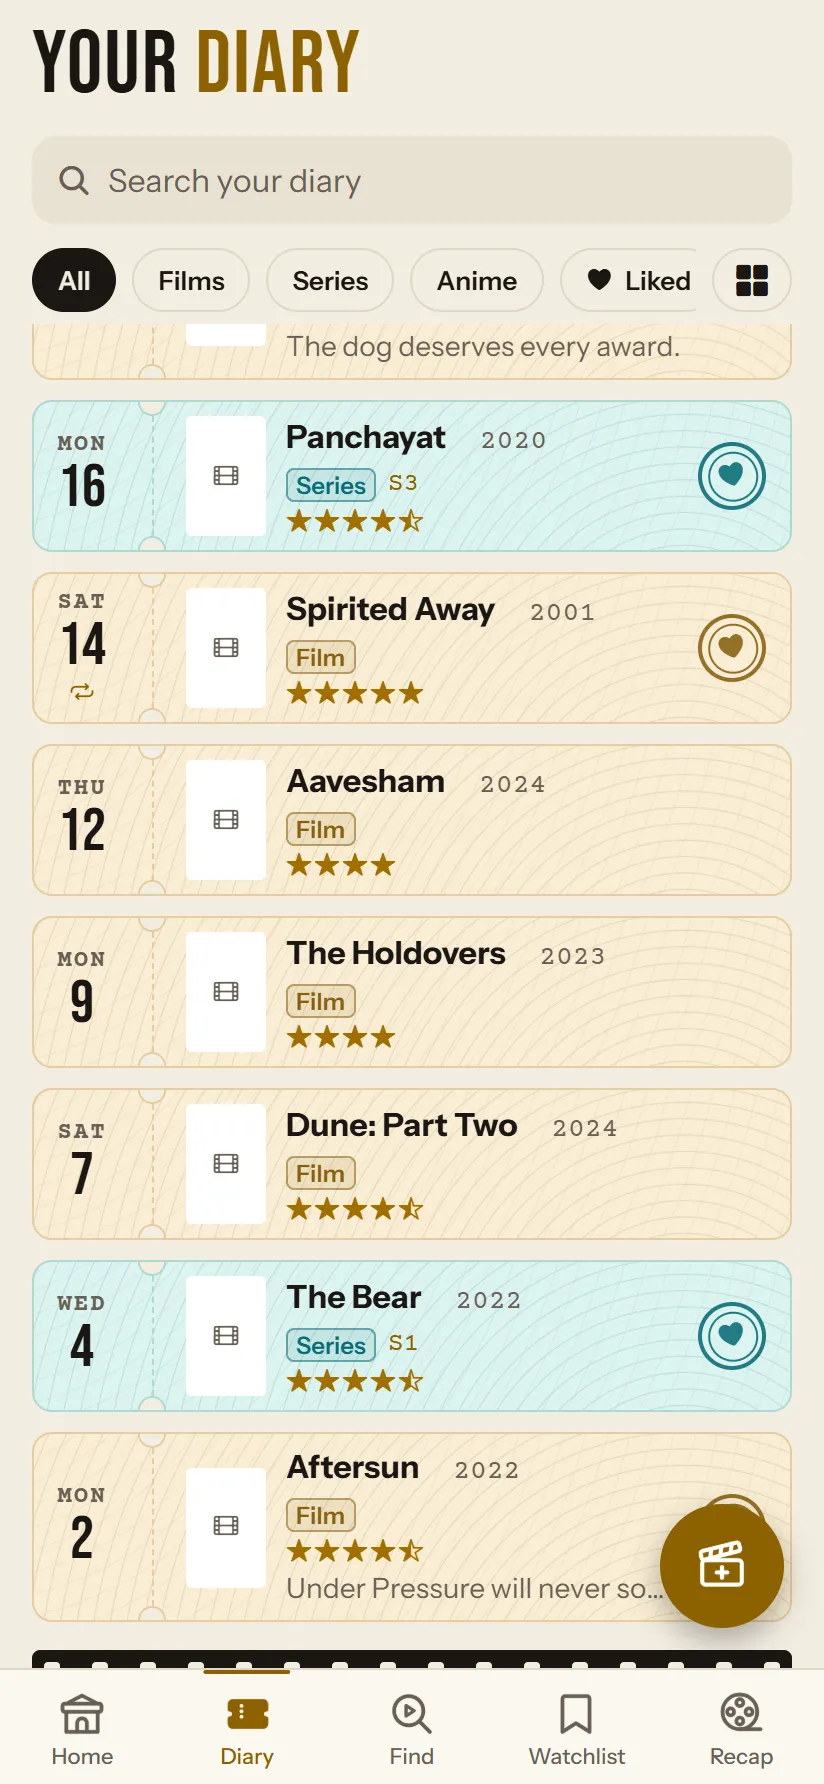 YOUR DIARY
Search your diary
All
Films
Series
Anime
Liked
The dog deserves every award.
MON
16
Panchayat 2020
Series S3
SAT
14
Spirited Away 2001
Film
THU
12
Aavesham 2024
Film
MON
9
The Holdovers 2023
Film
SAT
7
Dune: Part Two 2024
Film
WED
4
The Bear 2022
Series S1
MON
2
Aftersun 2022
Film
Under Pressure will never so...
Home
Diary
Find
Watchlist
Recap